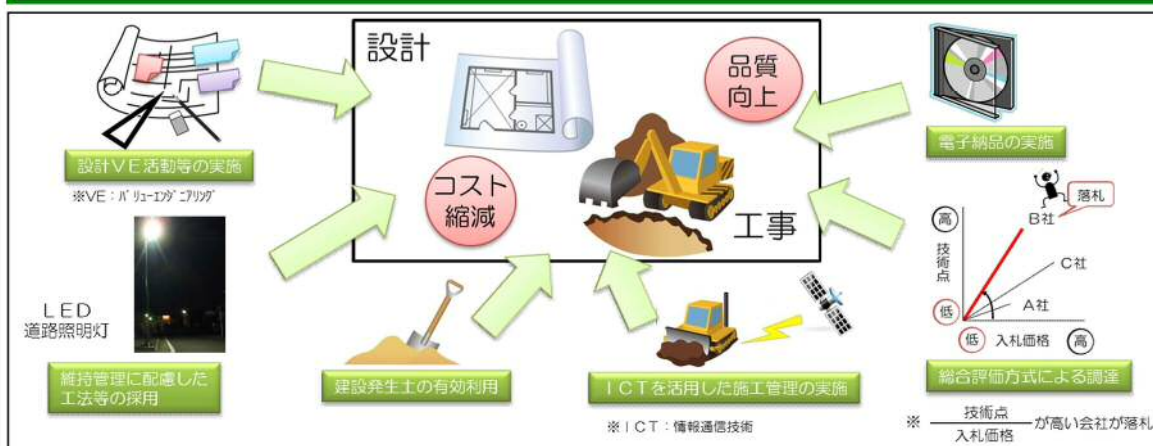 設計
品質
向上
コスト
縮減
工事
設計ＶＥ活動等の実施
※VE：ﾊﾞﾘｭｰｴﾝｼﾞﾆｱﾘﾝｸﾞ
ＬＥＤ
道路照明灯
維持管理に配慮した
工法等の採用
建設発生土の有効利用
ＩＣＴを活用した施工管理の実施
※ＩＣＴ：情報通信技術
電子納品の実施
落札
Ｂ社
Ｃ社
Ａ社
高
技術点
低
低 入札価格 高
総合評価方式による調達
※ 技術点
入札価格 が高い会社が落札